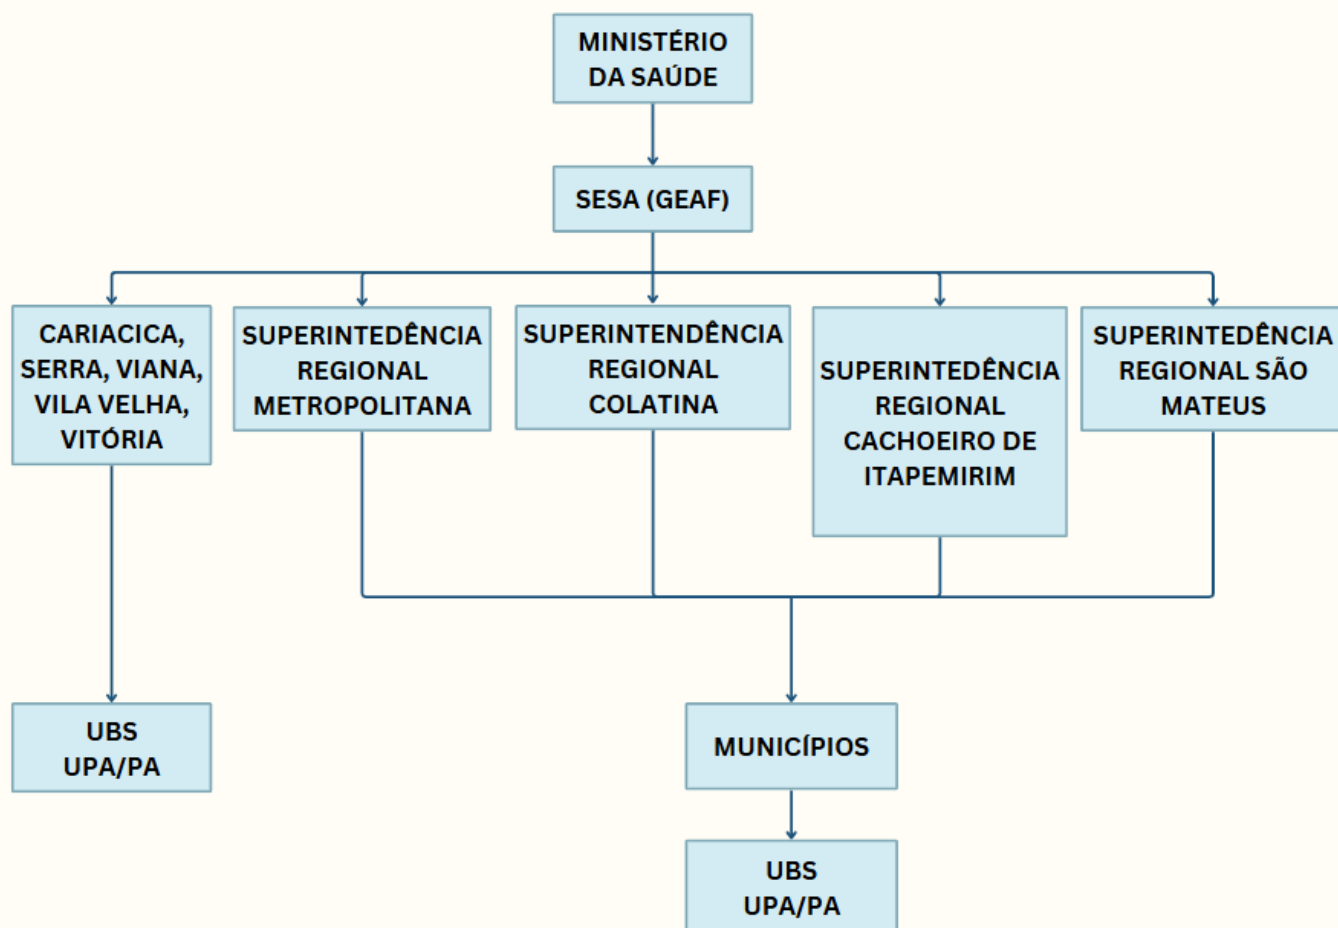 MINISTÉRIO
DA SAÚDE
SESA (GEAF)
CARIACICA,
SERRA, VIANA,
VILA VELHA,
VITÓRIA
SUPERINTEDÊNCIA
REGIONAL
METROPOLITANA
SUPERINTENDÊNCIA
REGIONAL
COLATINA
SUPERINTEDÊNCIA
REGIONAL
CACHOEIRO DE
ITAPEMIRIM
SUPERINTEDÊNCIA
REGIONAL SÃO
MATEUS
UBS
UPA/PA
MUNICÍPIOS
UBS
UPA/PA